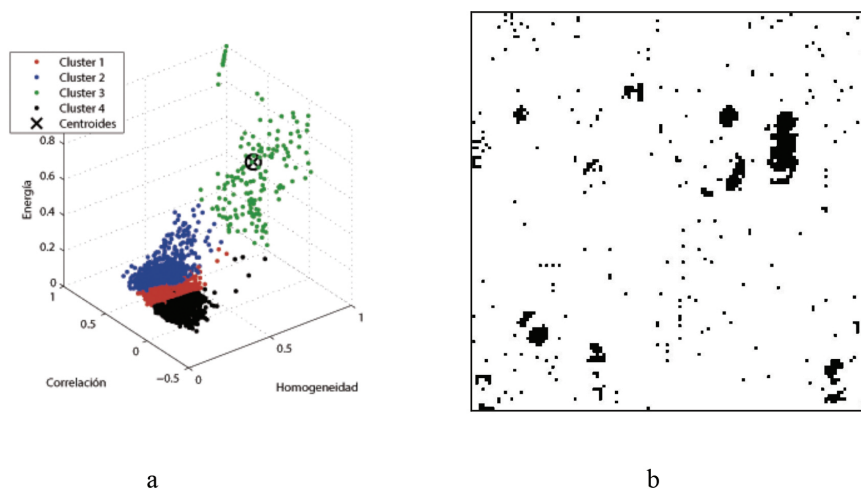 Cluster 1
Cluster 2
Cluster 3
Cluster 4
Centroides
0.8
0.6
0.4
0.2
0
Energía
1
0.5
0
−0.5
Correlación
0
0.5
1
Homogeneidad
a
b